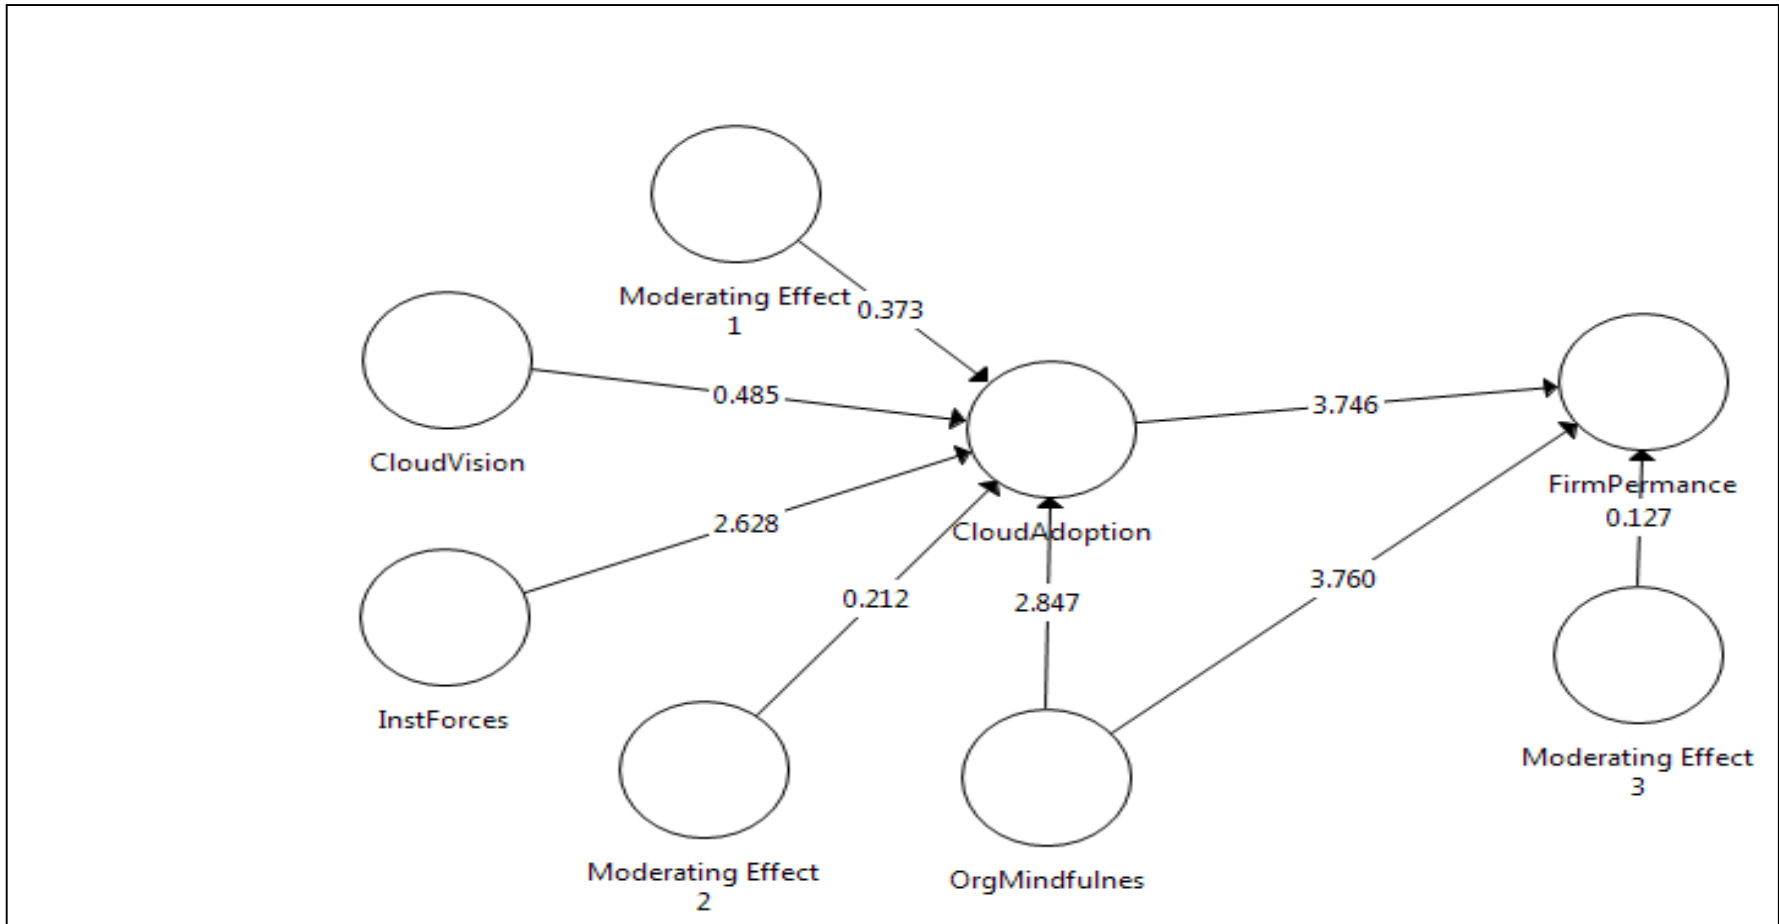 Moderating Effect
1
0.373
CloudVision
0.485
3.746
FirmPermance
0.127
InstForces
2.628
CloudAdoption
0.212
2.847
3.760
Moderating Effect
2
OrgMindfulnes
Moderating Effect
3